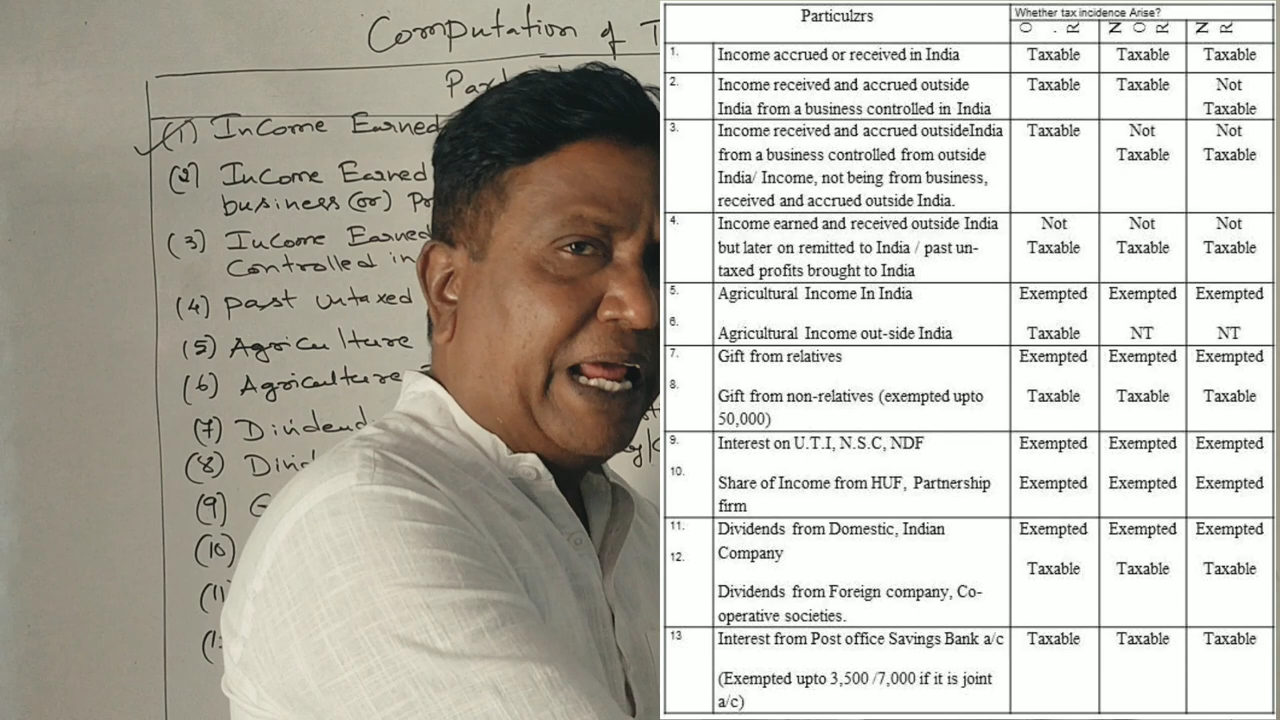 Computation of T
Part
(1) Income Earned
(2) Income Earned
business (or) Pr
(3) Income Earned
Controlled in
(4) past untaxed
(5) Agriculture
(6) Agriculture
(7) Dividend
(8) Divid
(9) G
(10)
(11
(1
Particulzrs
Whether tax incidence Arise?
O.R
NOR
NR
1. Income accrued or received in India Taxable Taxable Taxable
2. Income received and accrued outside Taxable Taxable Not
India from a business controlled in India Taxable
3. Income received and accrued outsideIndia Taxable Not Not
from a business controlled from outside Taxable Taxable
India/ Income, not being from business,
received and accrued outside India.
4. Income earned and received outside India Not Not Not
but later on remitted to India / past un- Taxable Taxable Taxable
taxed profits brought to India
5. Agricultural Income In India Exempted Exempted Exempted
6. Agricultural Income out-side India Taxable NT NT
7. Gift from relatives Exempted Exempted Exempted
8. Gift from non-relatives (exempted upto Taxable Taxable Taxable
50,000)
9. Interest on U.T.I, N.S.C, NDF Exempted Exempted Exempted
10. Share of Income from HUF, Partnership Exempted Exempted Exempted
firm
11. Dividends from Domestic, Indian Exempted Exempted Exempted
Company
12. Taxable Taxable Taxable
Dividends from Foreign company, Co-
operative societies.
13 Interest from Post office Savings Bank a/c Taxable Taxable Taxable
(Exempted upto 3,500 /7,000 if it is joint
a/c)